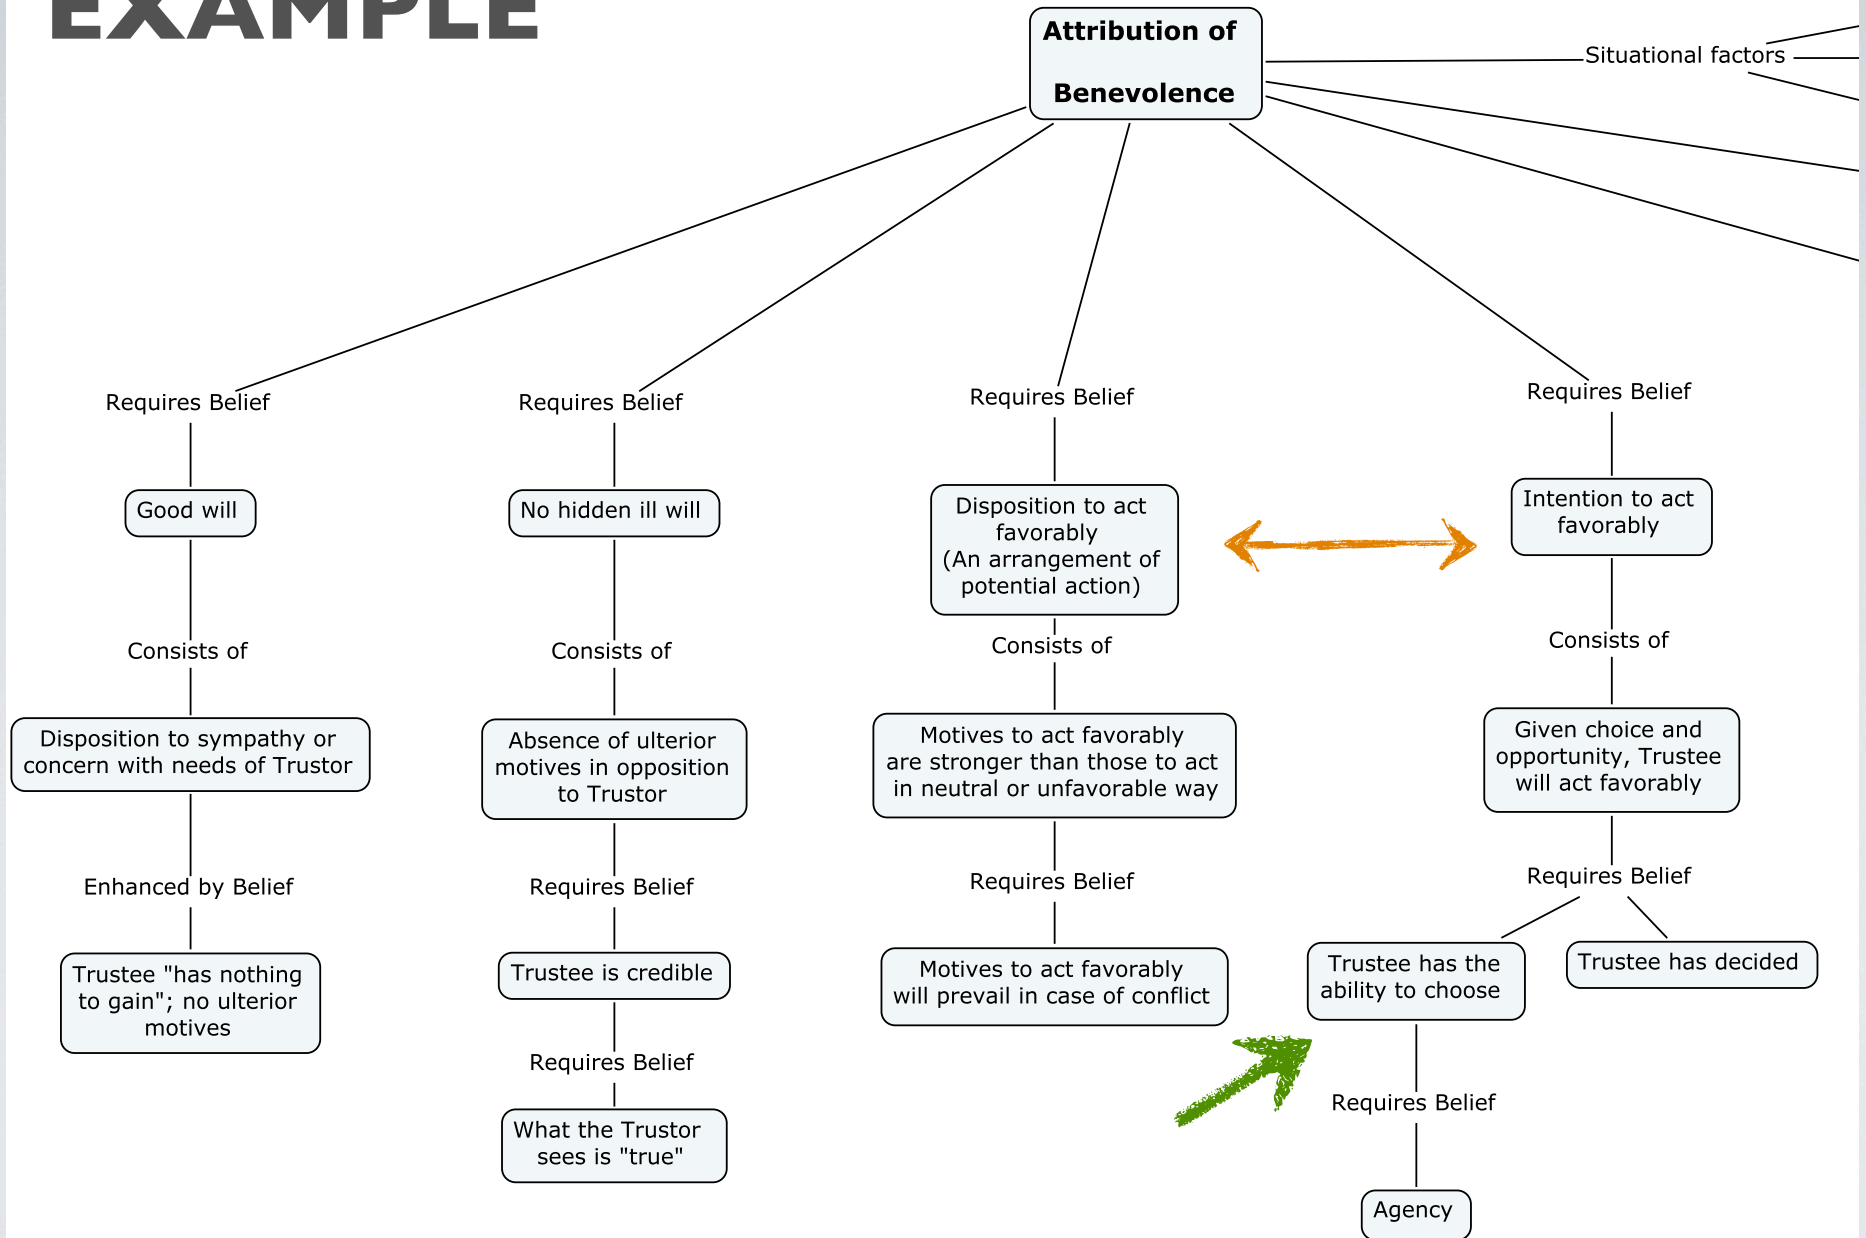 EXAMPLE
Attribution of
Benevolence
Situational factors
Requires Belief
Requires Belief
Requires Belief
Requires Belief
Good will
No hidden ill will
Disposition to act
favorably
(An arrangement of
potential action)
Intention to act
favorably
Consists of
Consists of
Consists of
Consists of
Disposition to sympathy or
concern with needs of Trustor
Absence of ulterior
motives in opposition
to Trustor
Motives to act favorably
are stronger than those to act
in neutral or unfavorable way
Given choice and
opportunity, Trustee
will act favorably
Enhanced by Belief
Requires Belief
Requires Belief
Requires Belief
Trustee "has nothing
to gain"; no ulterior
motives
Trustee is credible
Motives to act favorably
will prevail in case of conflict
Trustee has the
ability to choose
Trustee has decided
Requires Belief
Requires Belief
What the Trustor
sees is "true"
Agency